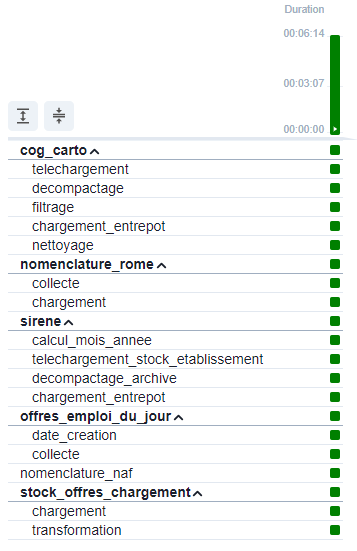 Duration
00:06:14
00:03:07
00:00:00
cog_carto
telechargement
decompactage
filtrage
chargement_entrepot
nettoyage
nomenclature_rome
collecte
chargement
sirene
calcul_mois_annee
telechargement_stock_etablissement
decompactage_archive
chargement_entrepot
offres_emploi_du_jour
date_creation
collecte
nomenclature_naf
stock_offres_chargement
chargement
transformation